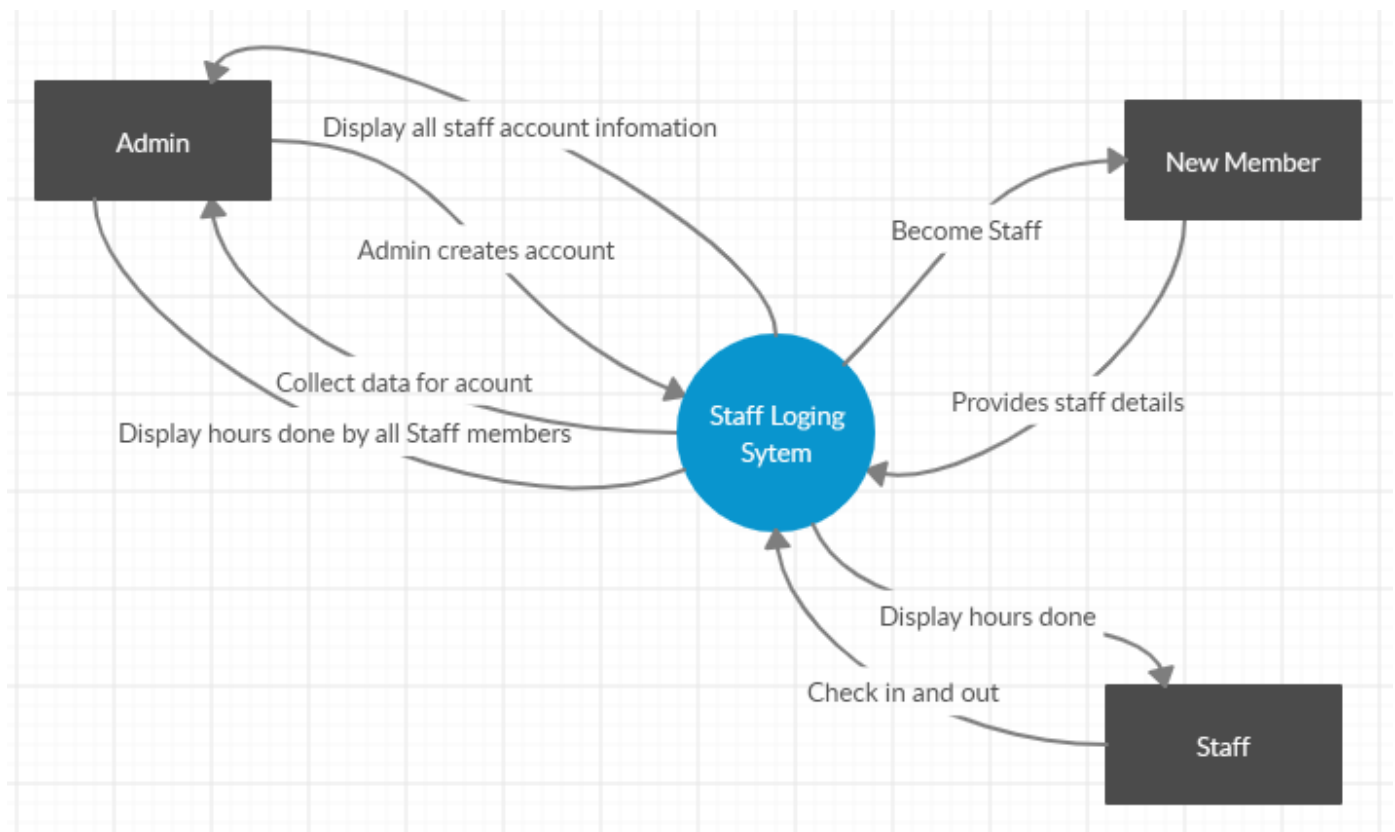 Admin
Display all staff account infomation
New Member
Become Staff
Admin creates account
Collect data for acount
Provides staff details
Display hours done by all Staff members
Staff Loging
Sytem
Display hours done
Check in and out
Staff